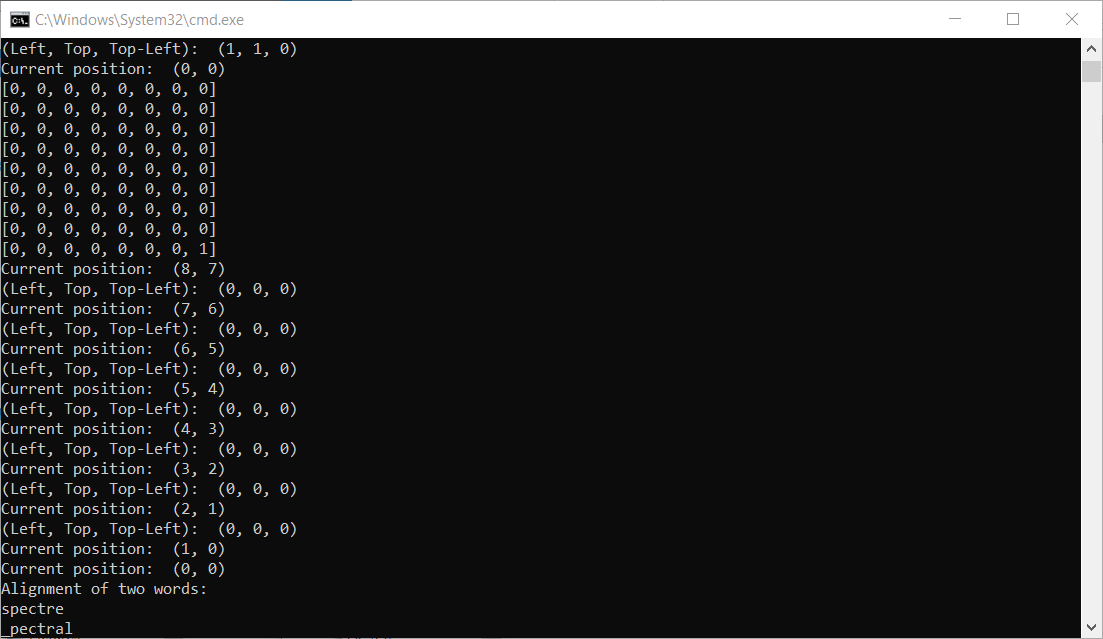 C:\Windows\System32\cmd.exe
(Left, Top, Top-Left):  (1, 1, 0)
Current position:  (0, 0)
[0, 0, 0, 0, 0, 0, 0, 0]
[0, 0, 0, 0, 0, 0, 0, 0]
[0, 0, 0, 0, 0, 0, 0, 0]
[0, 0, 0, 0, 0, 0, 0, 0]
[0, 0, 0, 0, 0, 0, 0, 0]
[0, 0, 0, 0, 0, 0, 0, 0]
[0, 0, 0, 0, 0, 0, 0, 0]
[0, 0, 0, 0, 0, 0, 0, 0]
[0, 0, 0, 0, 0, 0, 0, 1]
Current position:  (8, 7)
(Left, Top, Top-Left):  (0, 0, 0)
Current position:  (7, 6)
(Left, Top, Top-Left):  (0, 0, 0)
Current position:  (6, 5)
(Left, Top, Top-Left):  (0, 0, 0)
Current position:  (5, 4)
(Left, Top, Top-Left):  (0, 0, 0)
Current position:  (4, 3)
(Left, Top, Top-Left):  (0, 0, 0)
Current position:  (3, 2)
(Left, Top, Top-Left):  (0, 0, 0)
Current position:  (2, 1)
(Left, Top, Top-Left):  (0, 0, 0)
Current position:  (1, 0)
Current position:  (0, 0)
Alignment of two words:
spectre
_pectral